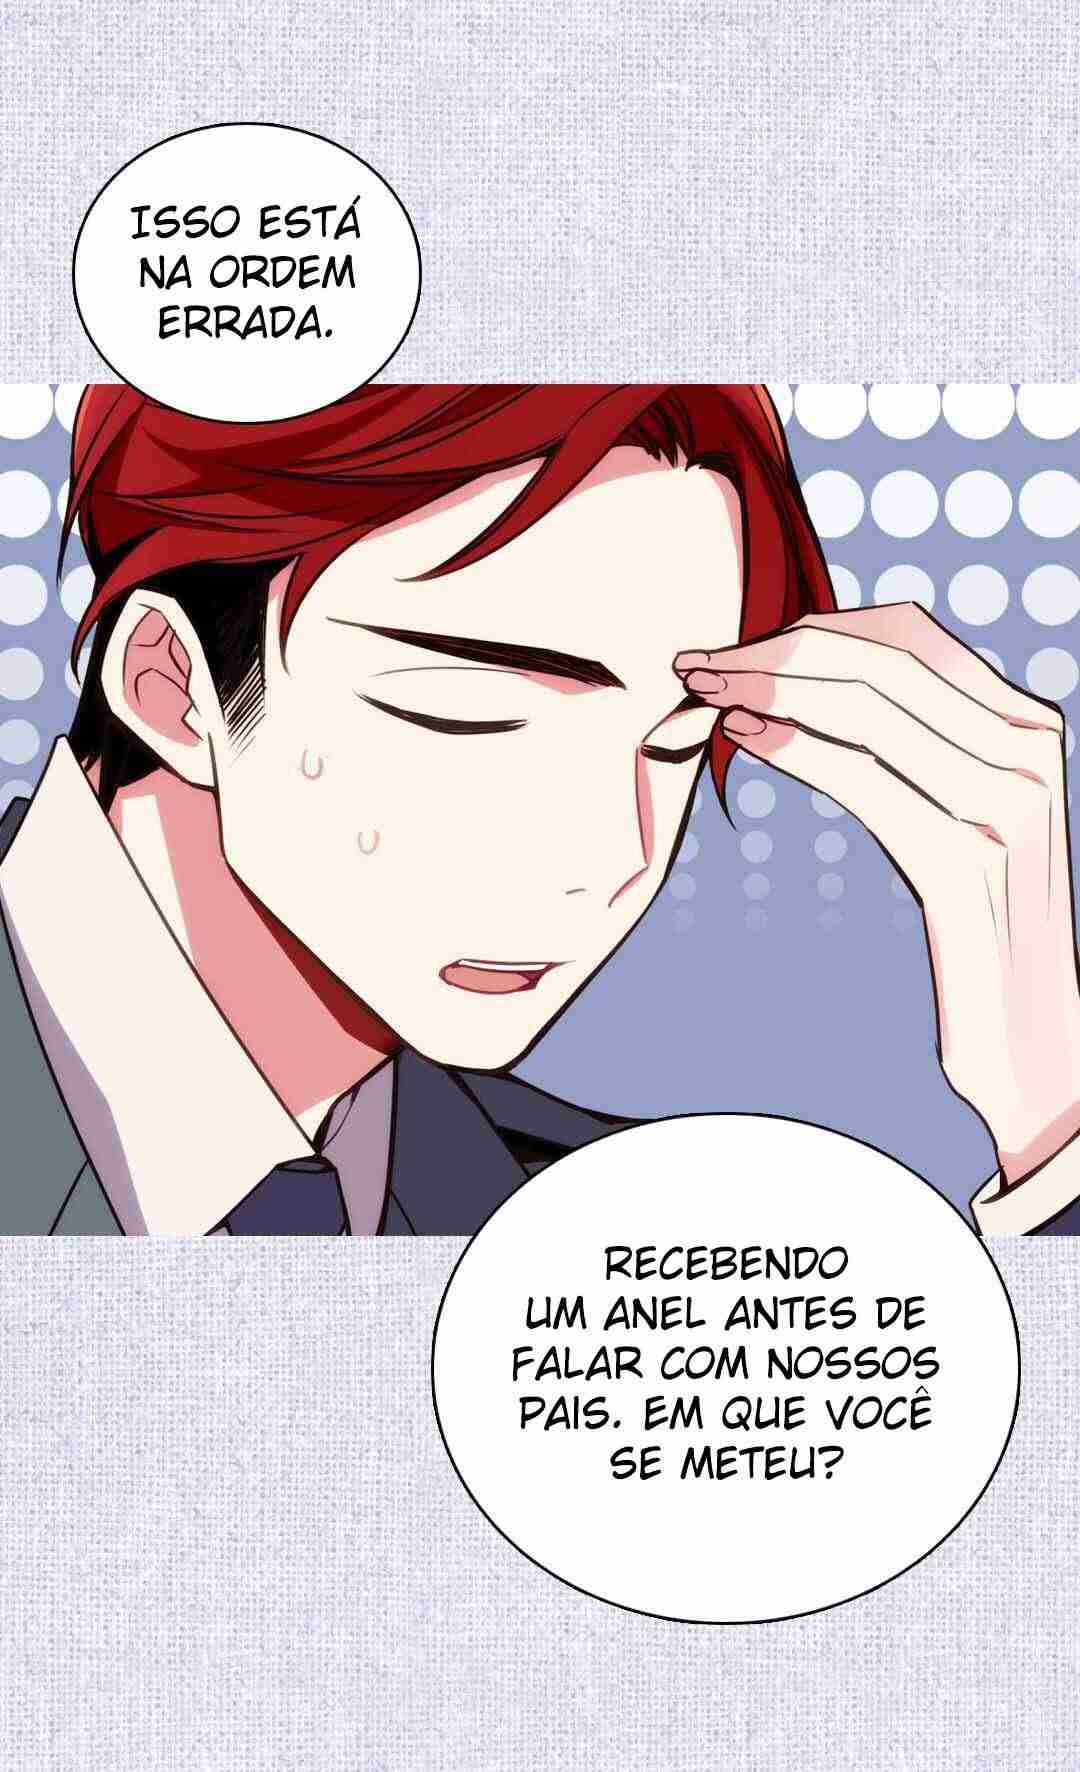 ISSO ESTÁ
NA ORDEM
ERRADA.
RECEBENDO
UM ANEL ANTES DE
FALAR COM NOSSOS
PAIS. EM QUE VOCÊ
SE METEU?